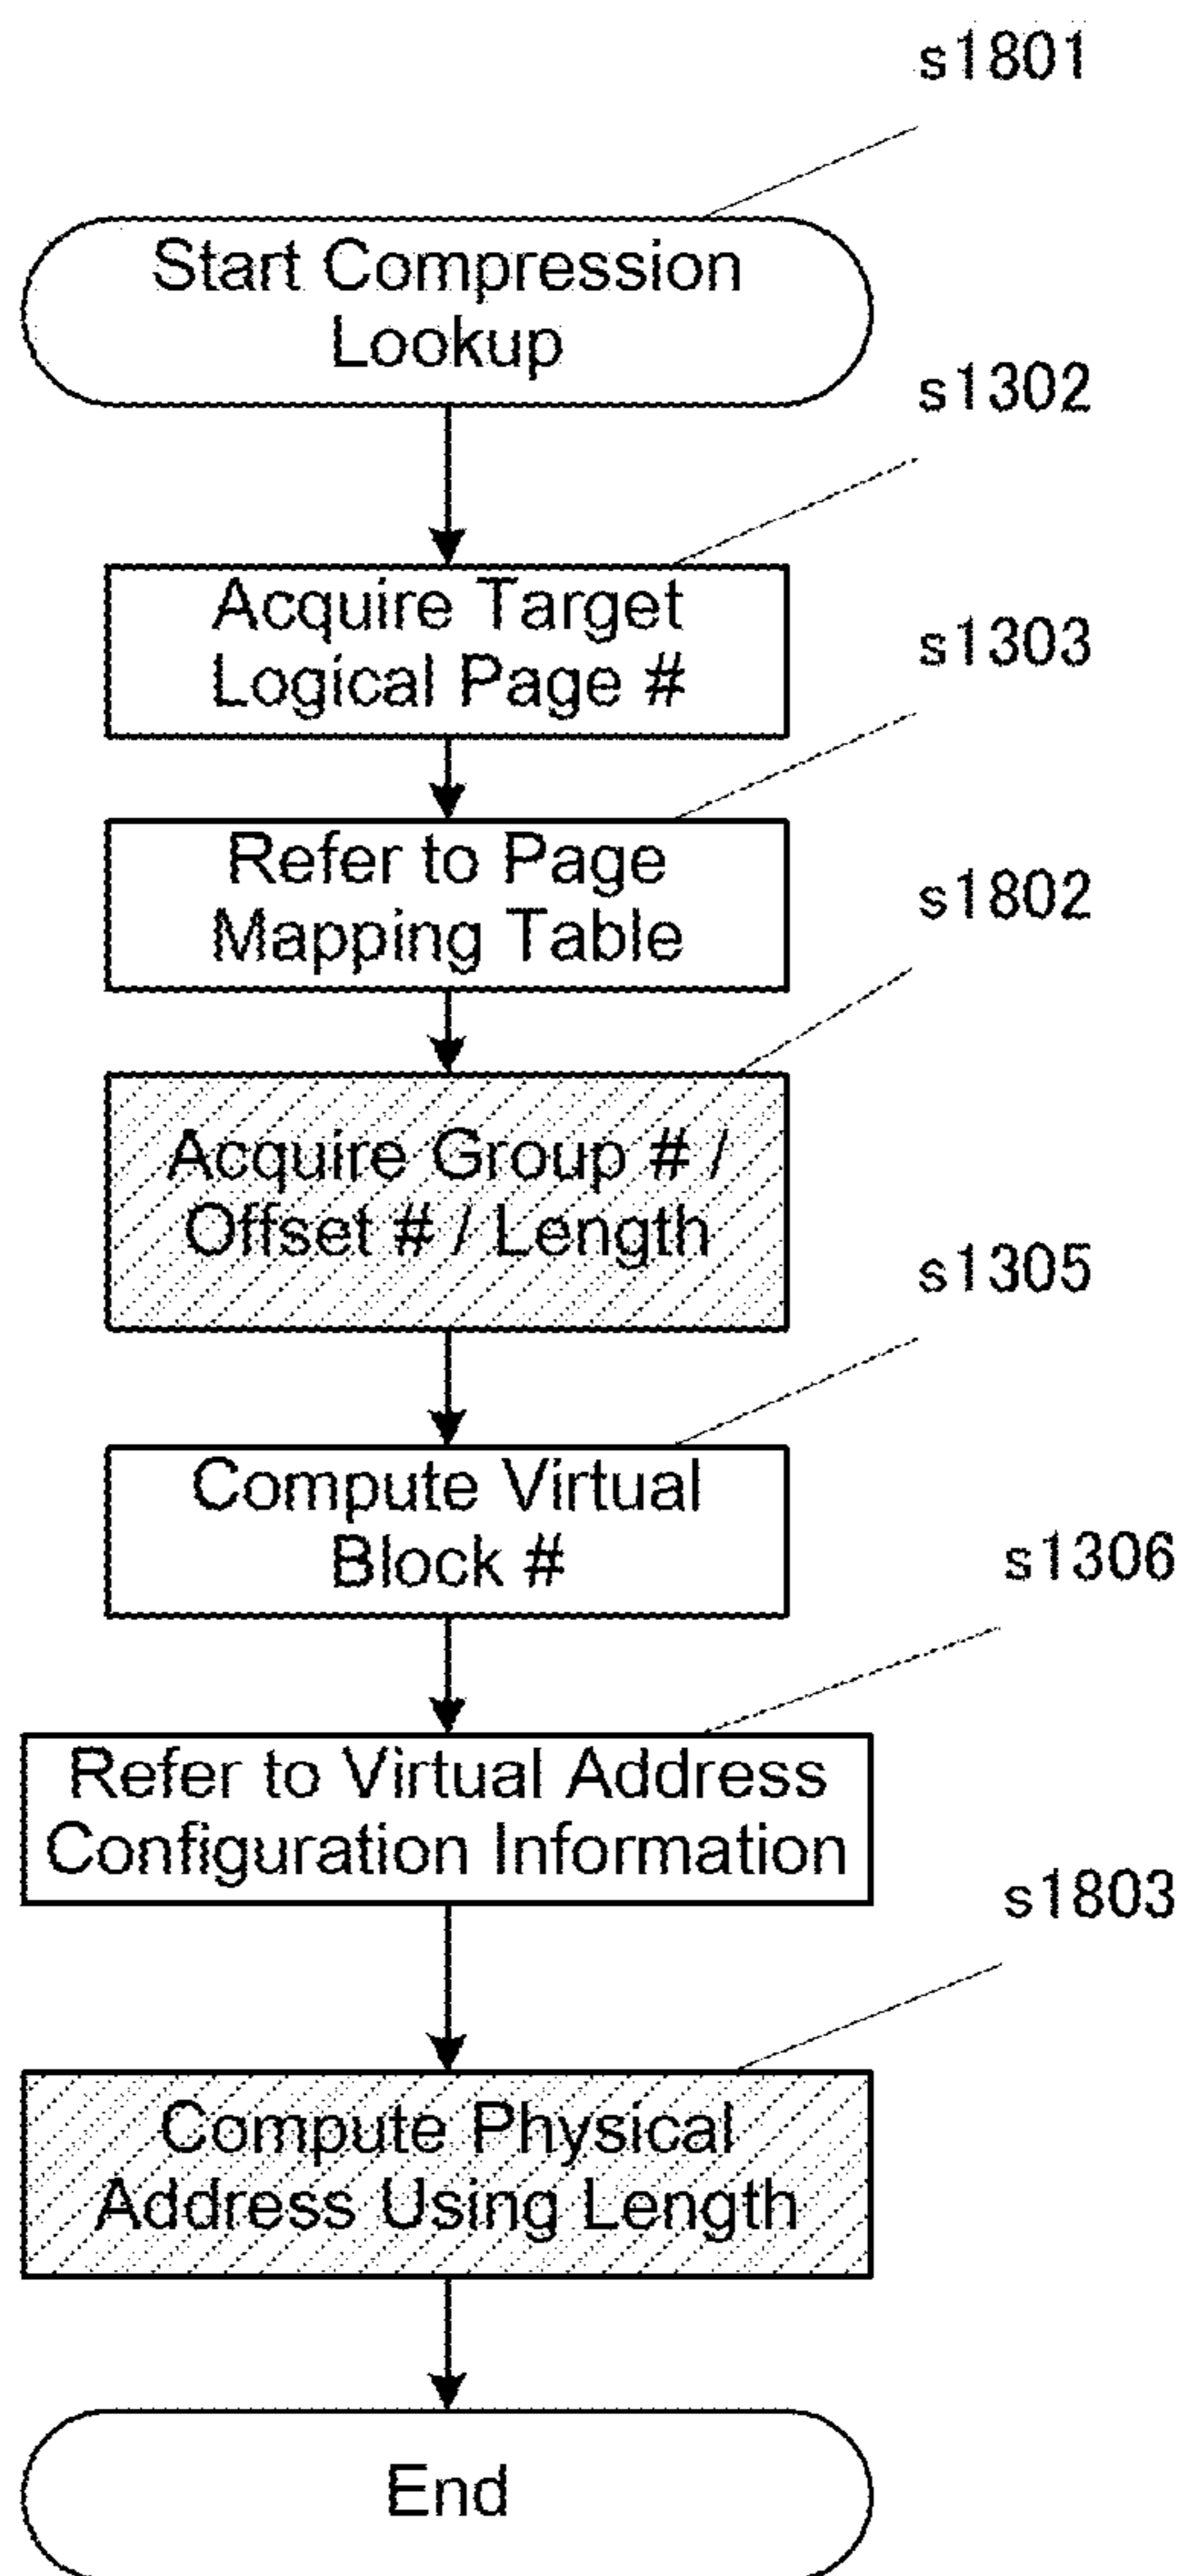 s1801
Start Compression
Lookup
s1302
Acquire Target
Logical Page #
s1303
Refer to Page
Mapping Table
s1802
Acquire Group # /
Offset # / Length
s1305
Compute Virtual
Block #
s1306
Refer to Virtual Address
Configuration Information
s1803
Compute Physical
Address Using Length
End